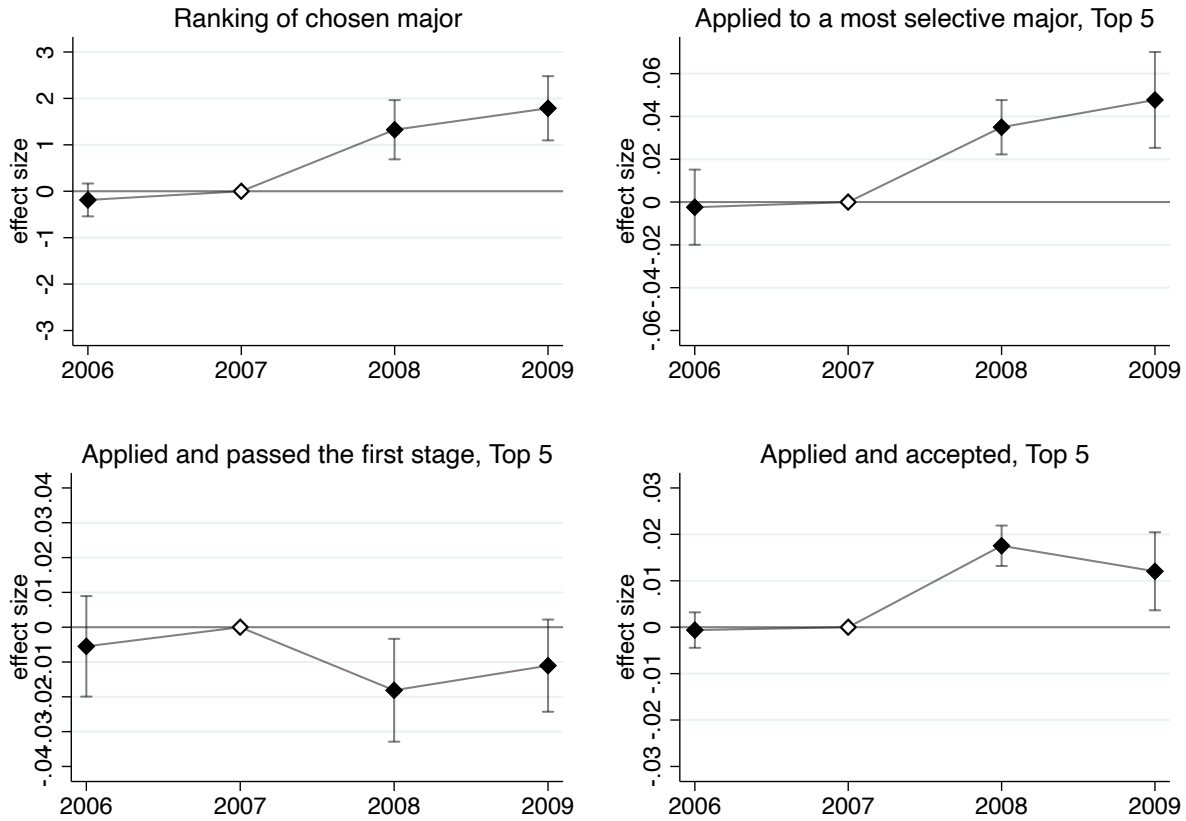 Ranking of chosen major
effect size
3
2
1
0
-1
-2
-3
2006 2007 2008 2009
Applied to a most selective major, Top 5
effect size
.06
.04
.02
0
-.02
-.04
-.06
2006 2007 2008 2009
Applied and passed the first stage, Top 5
effect size
.04
.03
.02
.01
0
-.01
-.02
-.03
-.04
2006 2007 2008 2009
Applied and accepted, Top 5
effect size
.03
.02
.01
0
-.01
-.02
-.03
2006 2007 2008 2009